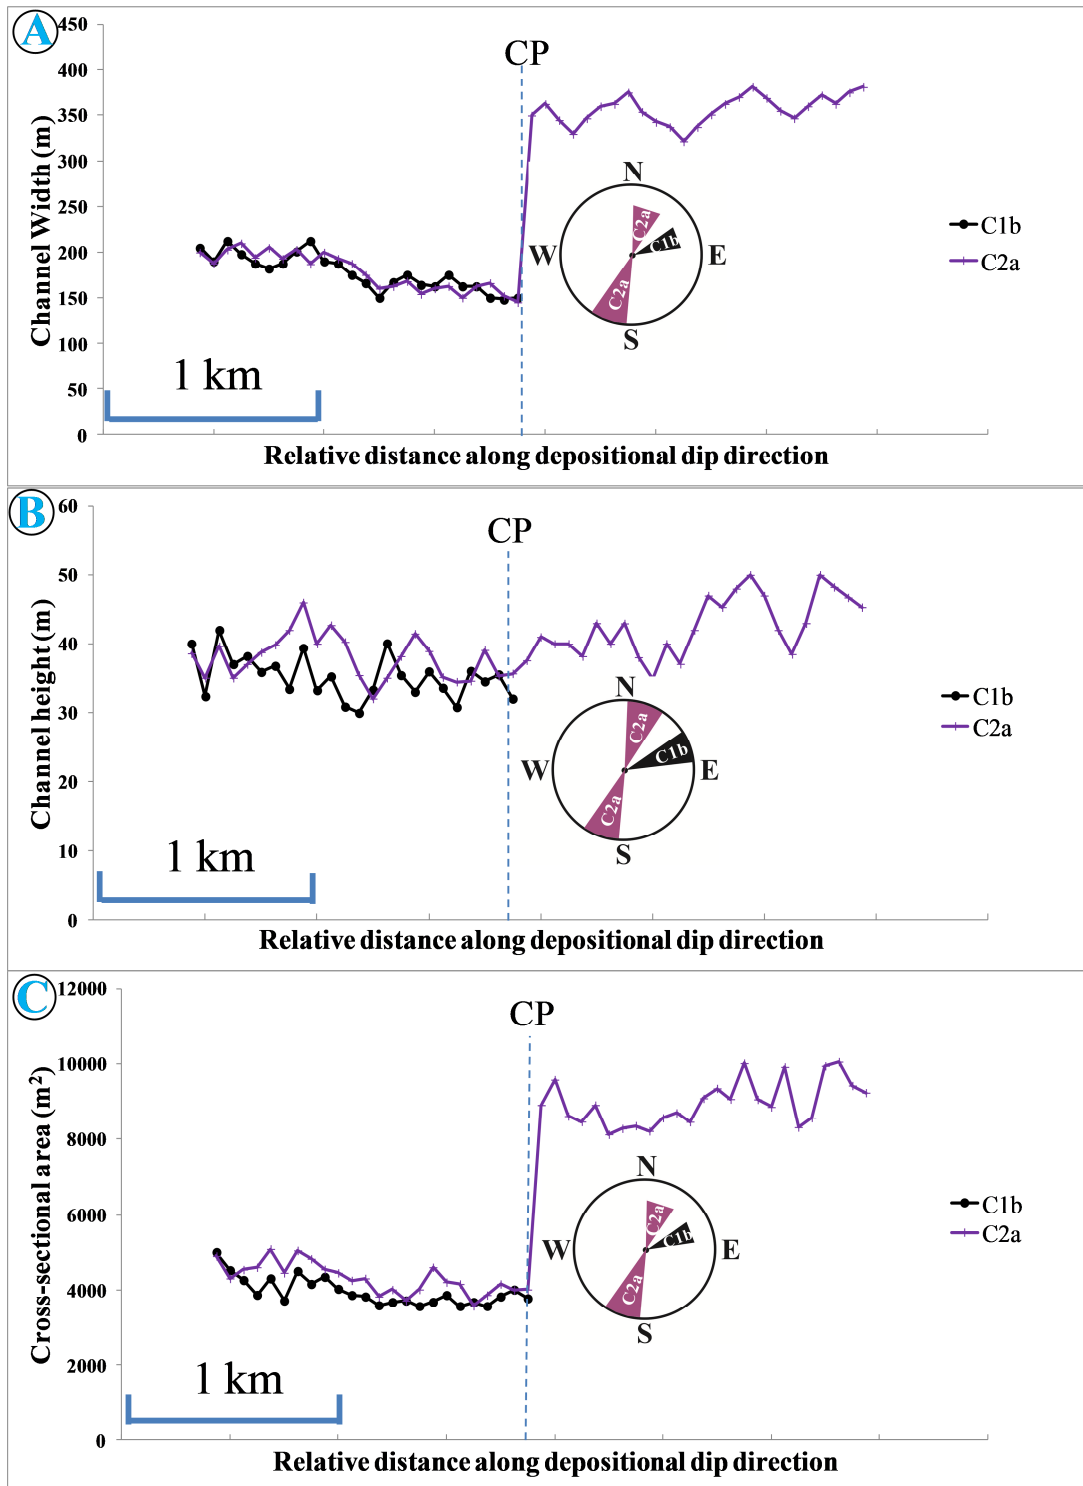 A
450
400
350
300
250
200
150
100
50
0
Channel Width (m)
CP
N
W
E
S
C2a
C1b
C2a
C1b
C2a
1 km
Relative distance along depositional dip direction
B
60
50
40
30
20
10
0
Channel height (m)
CP
N
W
E
S
C2a
C1b
C2a
C1b
C2a
1 km
Relative distance along depositional dip direction
C
12000
10000
8000
6000
4000
2000
0
Cross-sectional area (m²)
CP
N
W
E
S
C2a
C1b
C2a
C1b
C2a
1 km
Relative distance along depositional dip direction